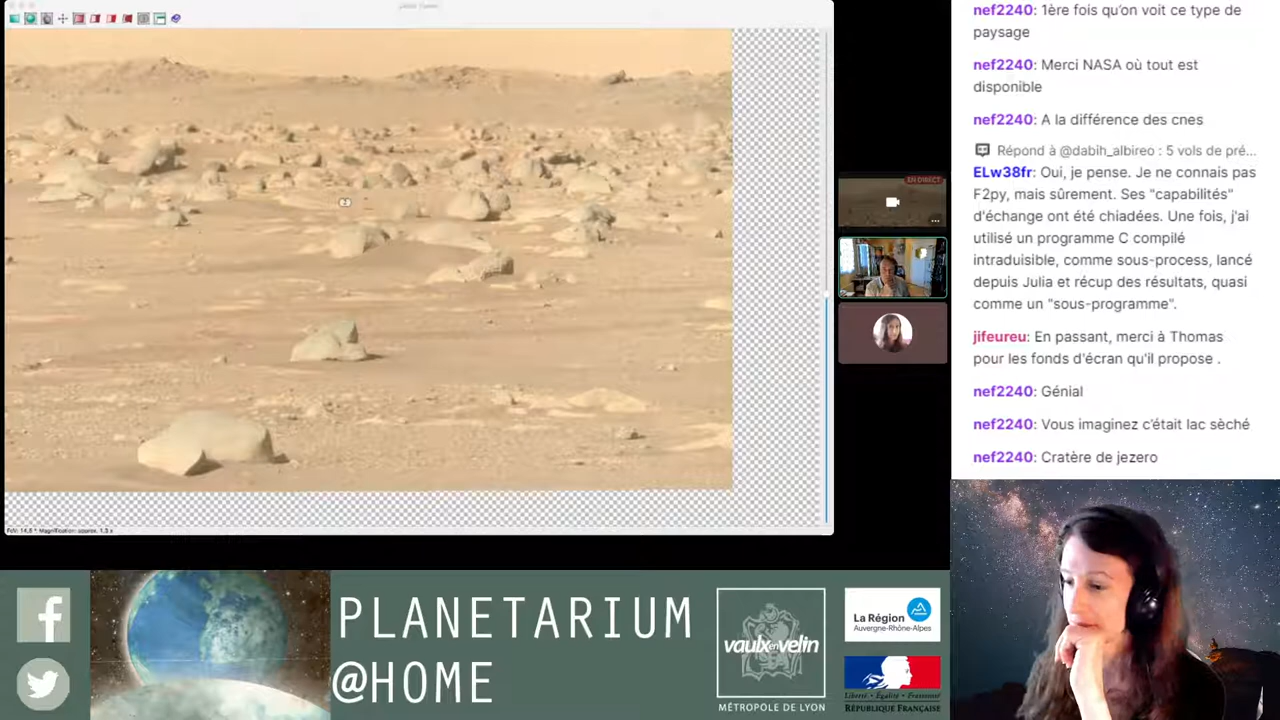 nef2240: 1ère fois qu'on voit ce type de
paysage
nef2240: Merci NASA où tout est
disponible
nef2240: A la différence des cnes
Répond à @dabih_albireo : 5 vols de pré...
ELw38fr: Oui, je pense. Je ne connais pas
F2py, mais sûrement. Ses "capabilités"
d'échange ont été chiadées. Une fois, j'ai
utilisé un programme C compilé
intraduisible, comme sous-process, lancé
depuis Julia et récup des résultats, quasi
comme un "sous-programme".
jifeureu: En passant, merci à Thomas
pour les fonds d'écran qu'il propose .
nef2240: Génial
nef2240: Vous imaginez c'était lac sèché
nef2240: Cratère de jezero
EN DIRECT
PLANETARIUM
@HOME
vaulx en velin
MÉTROPOLE DE LYON
La Région
Auvergne-Rhône-Alpes
Liberté • Égalité • Fraternité
RÉPUBLIQUE FRANÇAISE